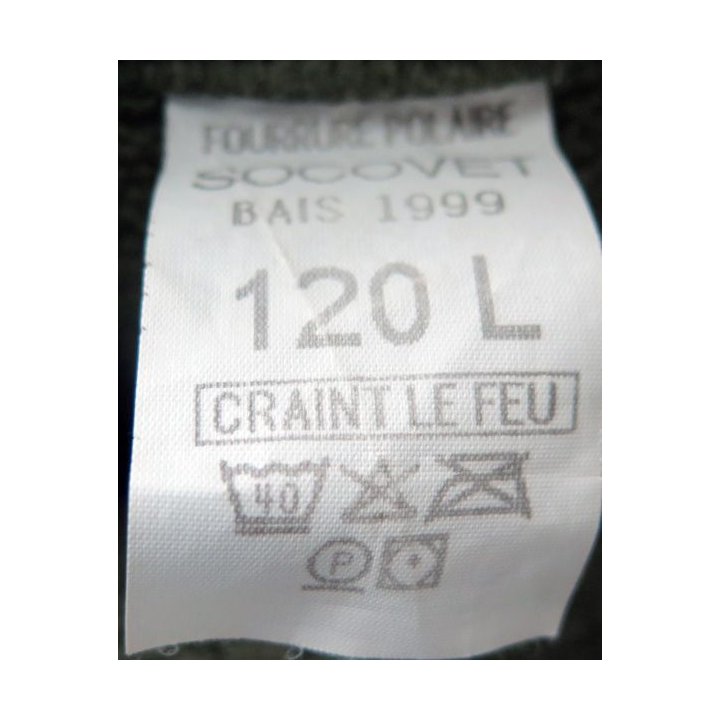 FOURRURE POLAIRE
SOCOVET
BAIS 1999
120 L
CRAINT LE FEU
40
P